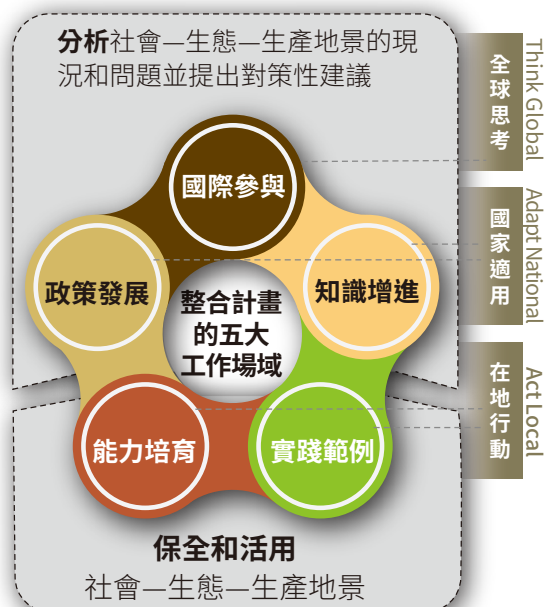 分析社會—生態—生產地景的現
況和問題並提出對策性建議
國際參與
政策發展
知識增進
整合計畫
的五大
工作場域
能力培育
實踐範例
保全和活用
社會—生態—生產地景
全球思考
Think Global
國家適用
Adapt National
在地行動
Act Local